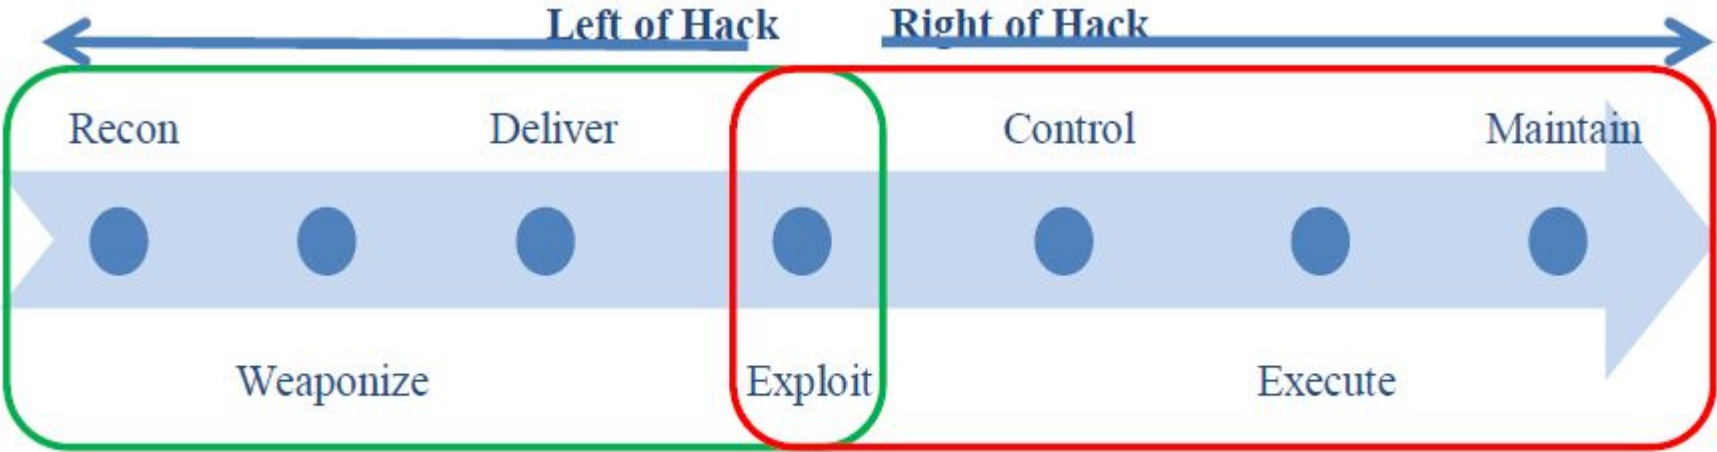 Left of Hack
Right of Hack
Recon
Deliver
Control
Maintain
Weaponize
Exploit
Execute